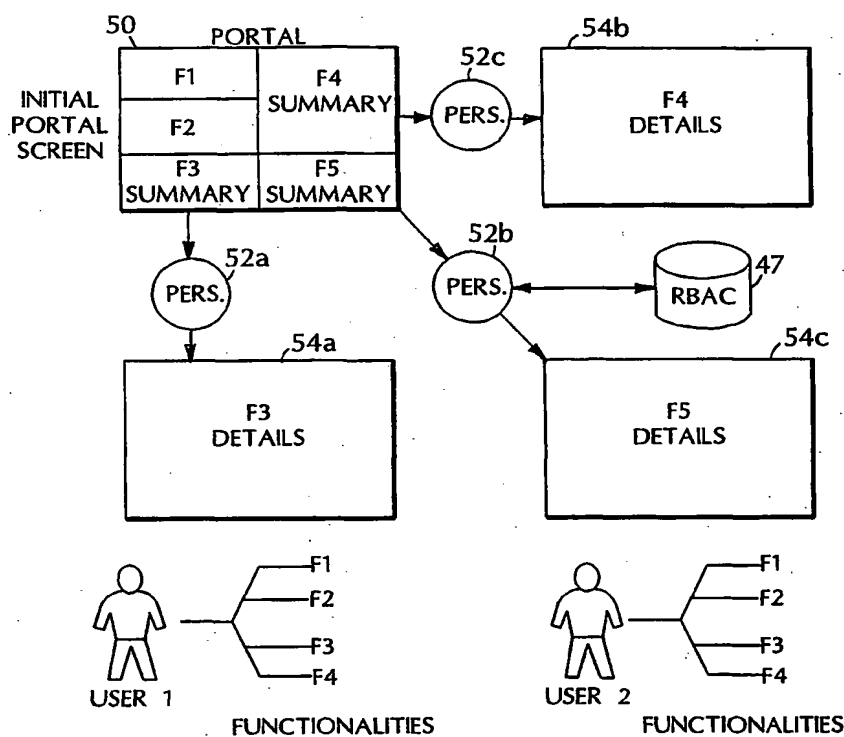 50
PORTAL
INITIAL
PORTAL
SCREEN
F1
F2
F3
SUMMARY
F4
SUMMARY
F5
SUMMARY
52c
PERS.
54b
F4
DETAILS
52a
PERS.
52b
PERS.
47
RBAC
54a
F3
DETAILS
54c
F5
DETAILS
F1
F2
F3
F4
USER 1
FUNCTIONALITIES
F1
F2
F3
F4
USER 2
FUNCTIONALITIES